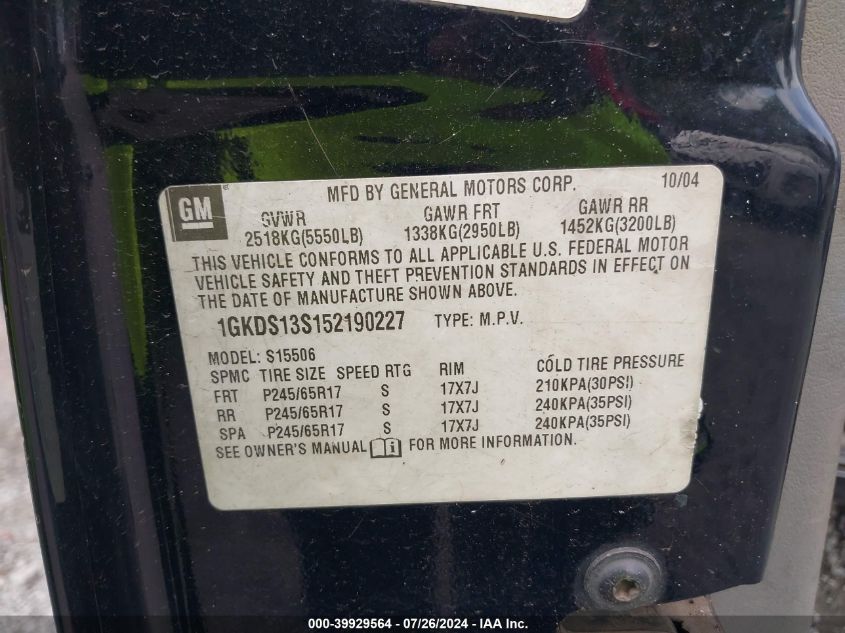 MFD BY GENERAL MOTORS CORP. 10/04
GM
GVWR GAWR FRT GAWR RR
2518KG(5550LB) 1338KG(2950LB) 1452KG(3200LB)
THIS VEHICLE CONFORMS TO ALL APPLICABLE U.S. FEDERAL MOTOR
VEHICLE SAFETY AND THEFT PREVENTION STANDARDS IN EFFECT ON
THE DATE OF MANUFACTURE SHOWN ABOVE.
1GKDS13S152190227 TYPE: M.P.V.
MODEL: S15506
SPMC TIRE SIZE SPEED RTG RIM COLD TIRE PRESSURE
FRT P245/65R17 S 17X7J 210KPA(30PSI)
RR P245/65R17 S 17X7J 240KPA(35PSI)
SPA P245/65R17 S 17X7J 240KPA(35PSI)
SEE OWNER'S MANUAL FOR MORE INFORMATION.
000-39929564 - 07/26/2024 - IAA Inc.